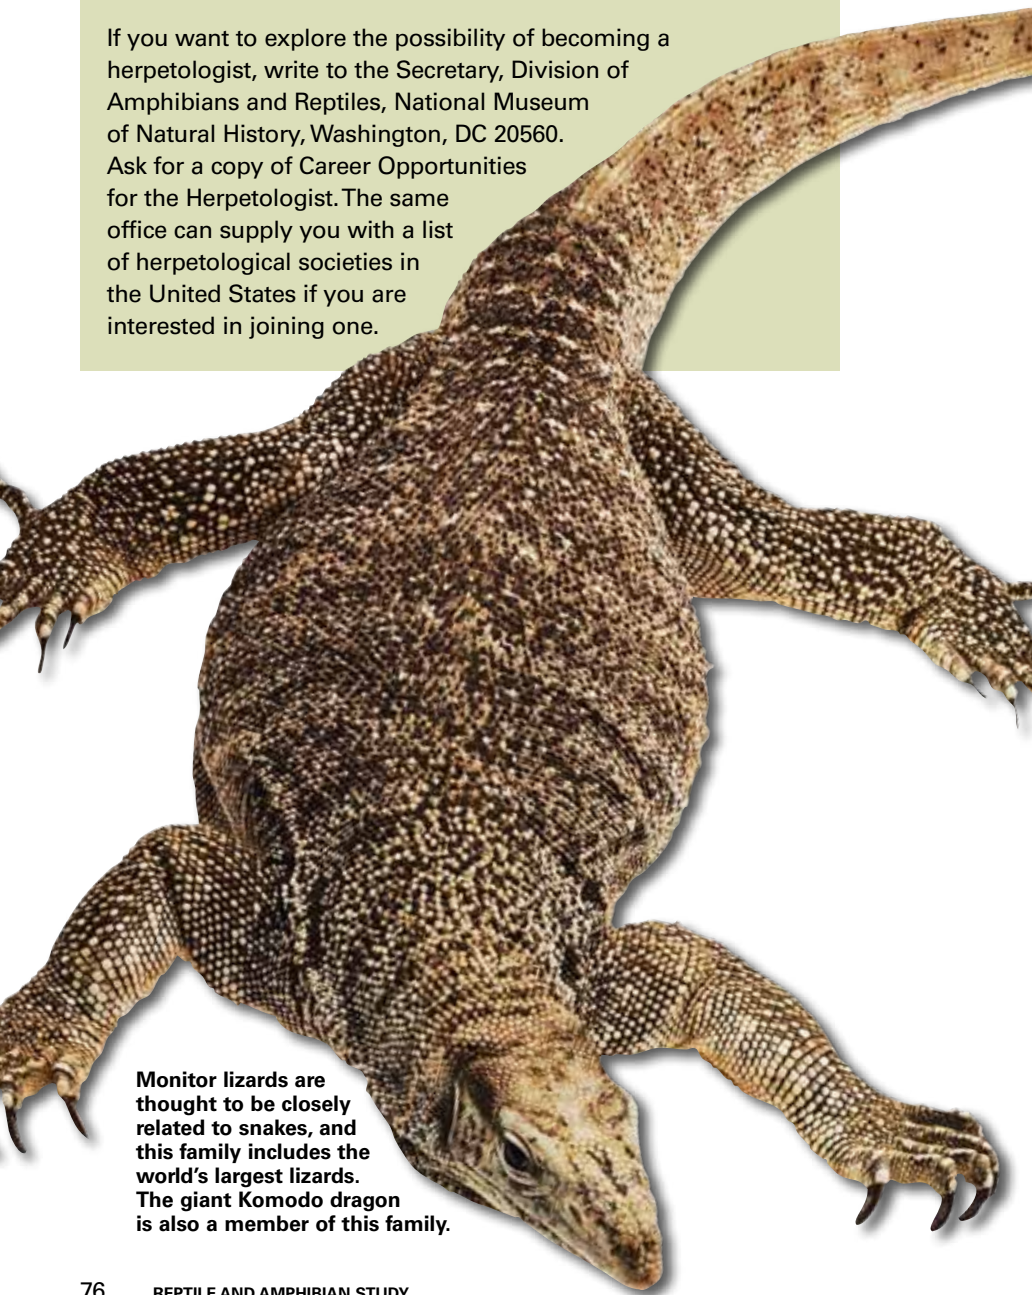 If you want to explore the possibility of becoming a
herpetologist, write to the Secretary, Division of
Amphibians and Reptiles, National Museum
of Natural History, Washington, DC 20560.
Ask for a copy of Career Opportunities
for the Herpetologist. The same
office can supply you with a list
of herpetological societies in
the United States if you are
interested in joining one.
Monitor lizards are
thought to be closely
related to snakes, and
this family includes the
world's largest lizards.
The giant Komodo dragon
is also a member of this family.
76 REPTILE AND AMPHIBIAN STUDY